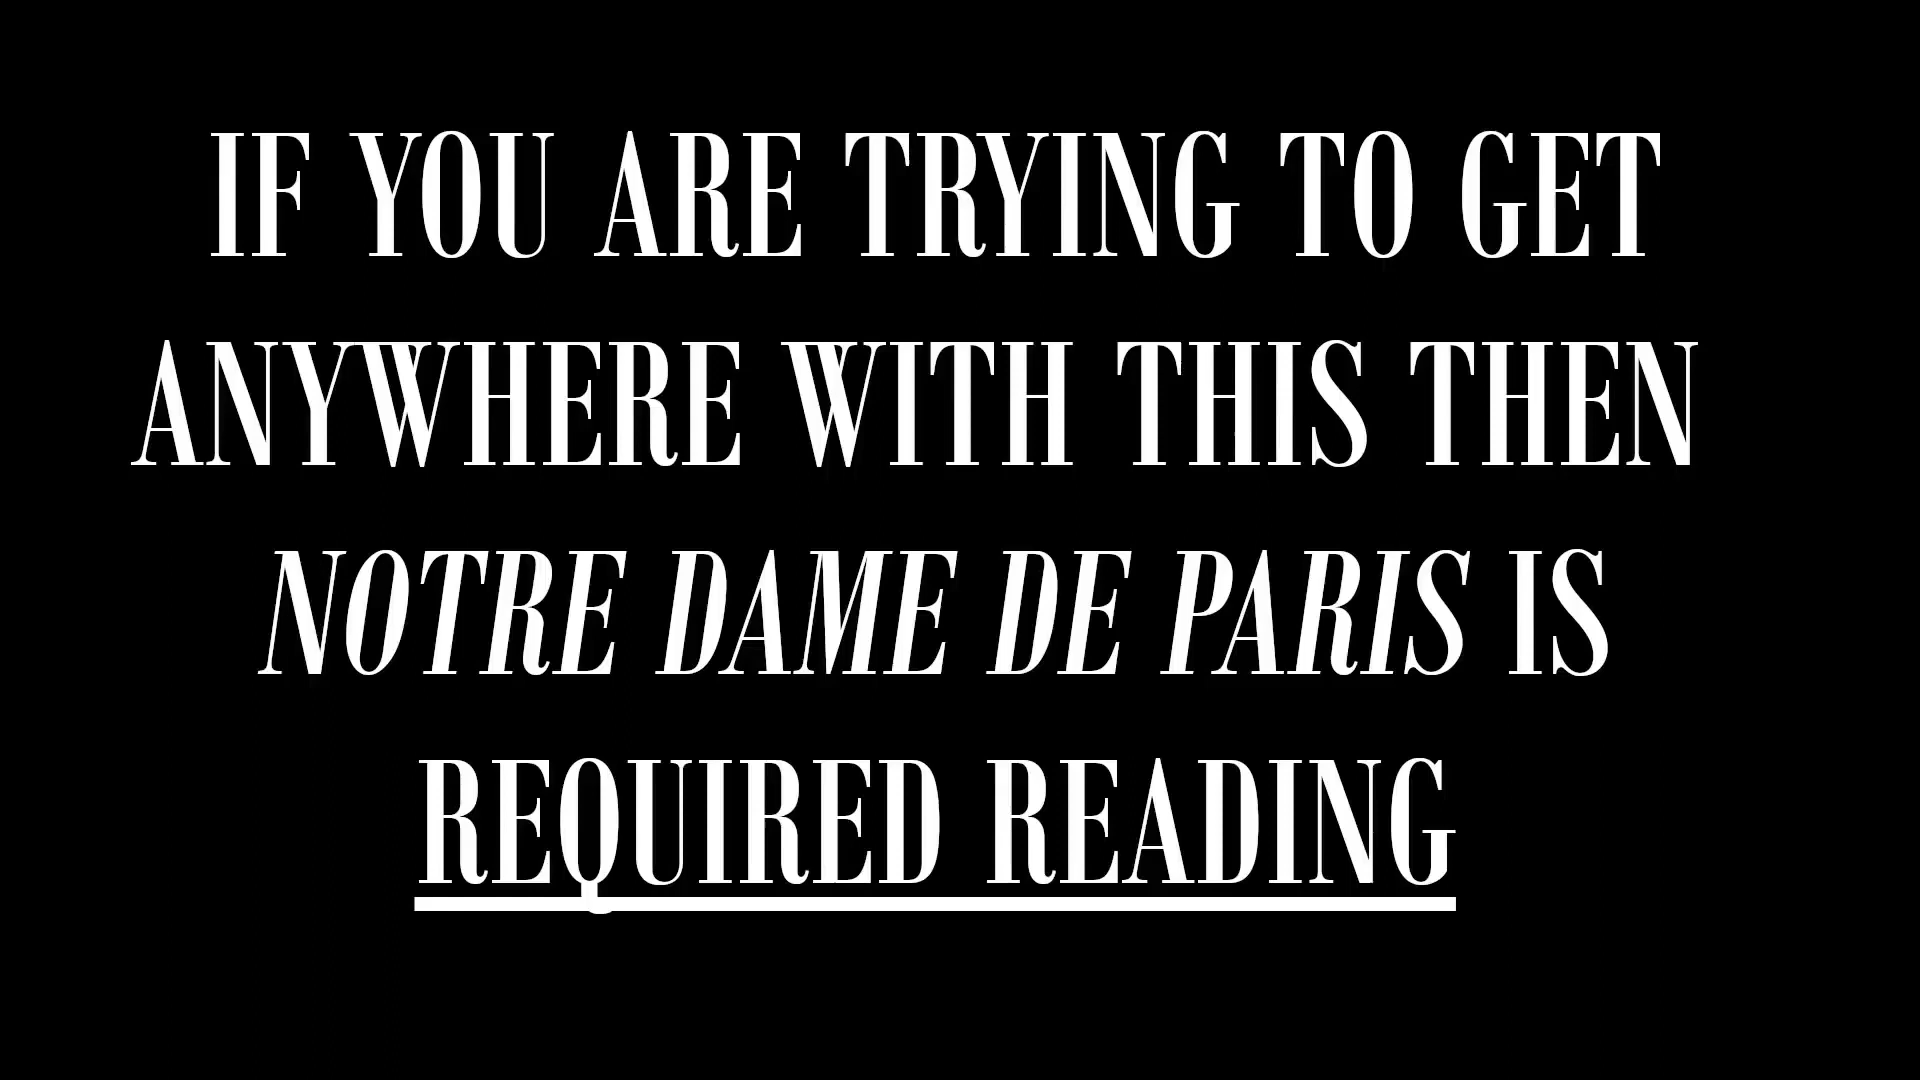 IF YOU ARE TRYING TO GET
ANYWHERE WITH THIS THEN
NOTRE DAME DE PARIS IS
REQUIRED READING